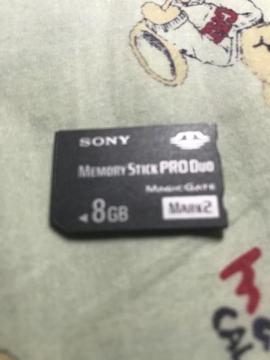 SONY
MEMORY STICK PRO DUO
MAGICGATE
8GB
MARK2